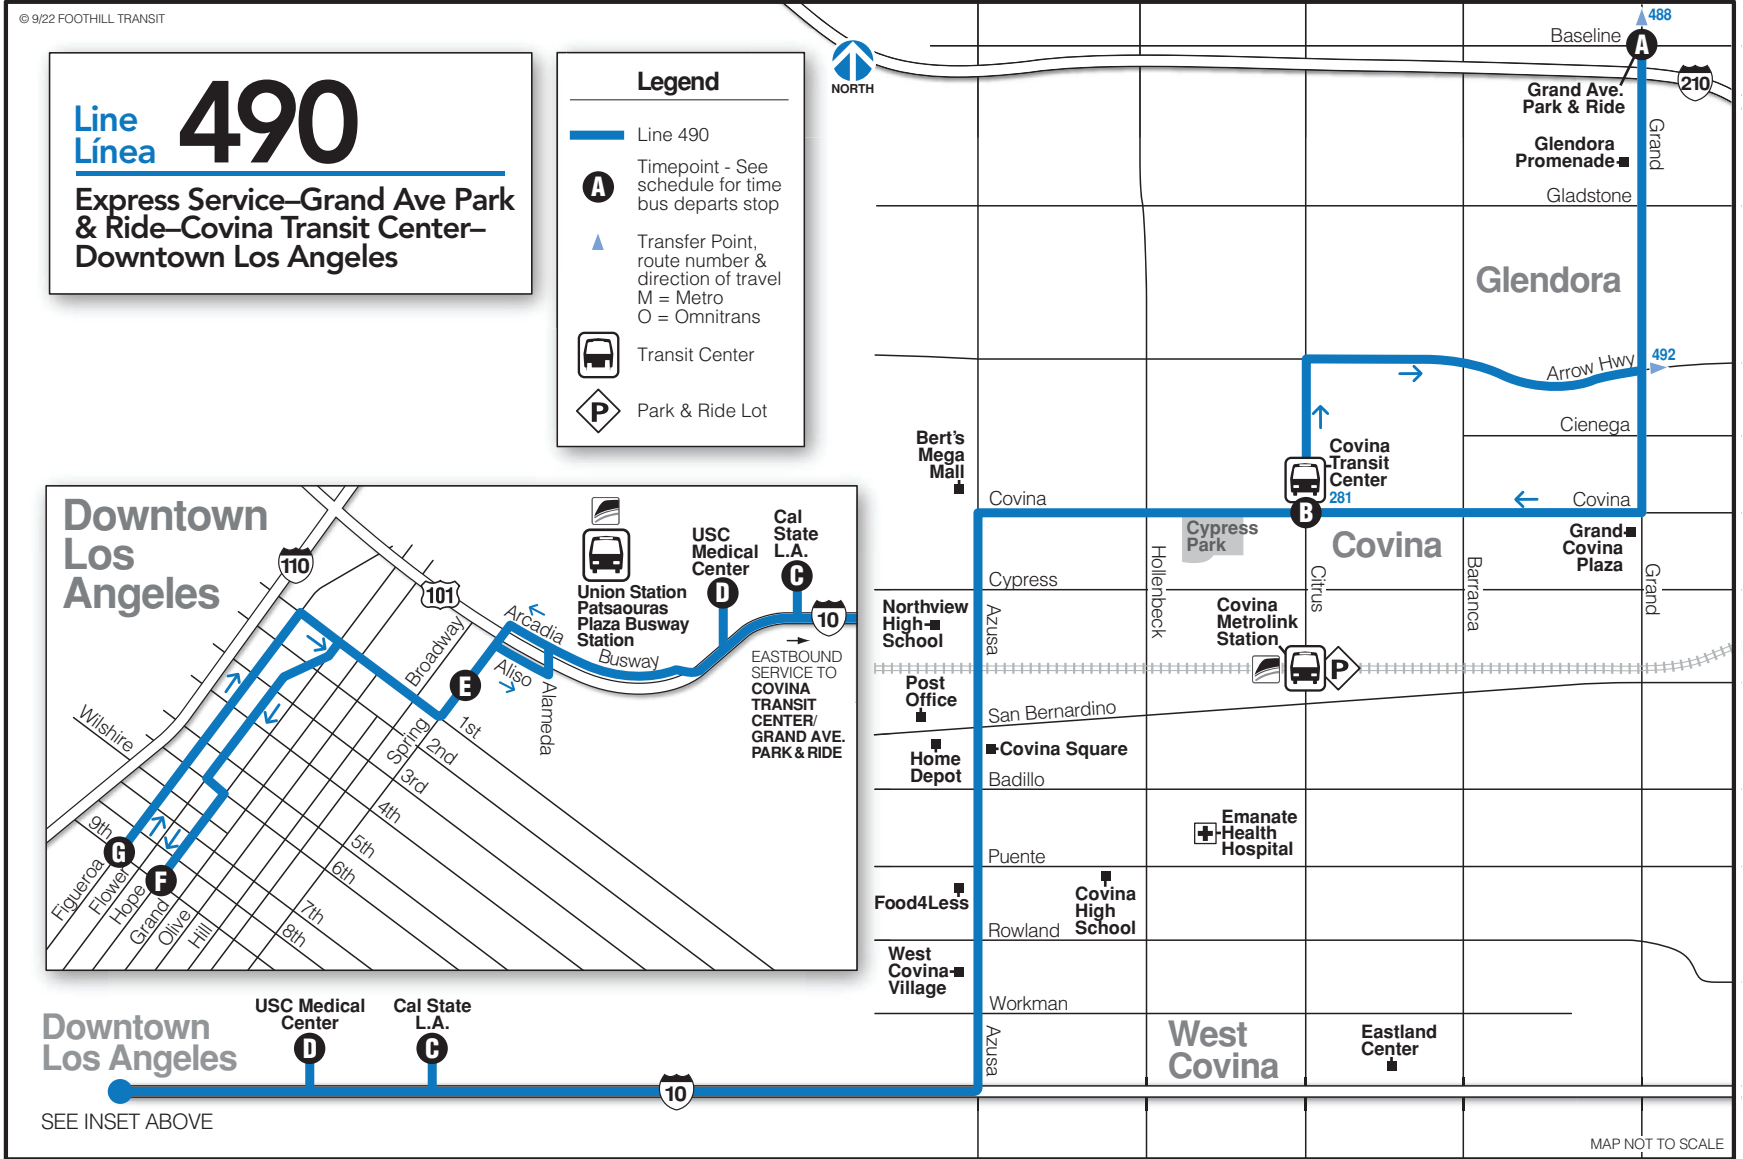 © 9/22 FOOTHILL TRANSIT
Line
Línea
490
Express Service–Grand Ave Park
& Ride–Covina Transit Center–
Downtown Los Angeles
Legend
Line 490
A
Timepoint - See
schedule for time
bus departs stop
Transfer Point,
route number &
direction of travel
M = Metro
O = Omnitrans
Transit Center
P
Park & Ride Lot
NORTH
488
Baseline
A
210
Grand Ave.
Park & Ride
Grand
Glendora
Promenade
Gladstone
Glendora
492
Arrow Hwy
Cienega
Bert's
Mega
Mall
Covina
Transit
Center
281
B
Covina
Covina
Cypress
Park
Covina
Grand
Covina
Plaza
Hollenbeck
Citrus
Barranca
Grand
Cypress
Azusa
Northview
High
School
Covina
Metrolink
Station
P
Post
Office
San Bernardino
Home
Depot
Covina Square
Badillo
Emanate
Health
Hospital
Puente
Food4Less
Covina
High
School
Rowland
West
Covina
Village
Workman
Azusa
West
Covina
Eastland
Center
MAP NOT TO SCALE
Downtown
Los
Angeles
110
101
Union Station
Patsaouras
Plaza Busway
Station
USC
Medical
Center
D
Cal
State
L.A.
C
10
Arcadia
Busway
Broadway
Aliso
Alameda
E
EASTBOUND
SERVICE TO
COVINA
TRANSIT
CENTER/
GRAND AVE.
PARK & RIDE
Wilshire
Spring
1st
2nd
3rd
4th
5th
6th
7th
8th
9th
G
F
Figueroa
Flower
Hope
Grand
Olive
Hill
Downtown
Los Angeles
USC Medical
Center
D
Cal State
L.A.
C
10
SEE INSET ABOVE